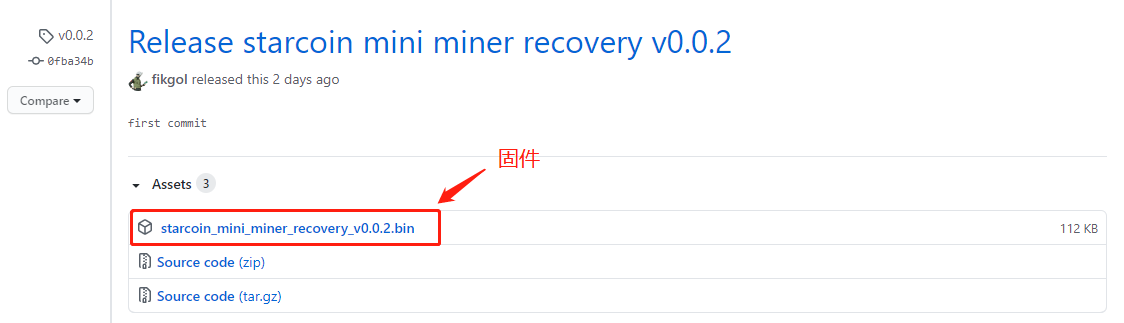 v0.0.2
0fba34b
Compare
Release starcoin mini miner recovery v0.0.2
fikgol released this 2 days ago
first commit
固件
Assets 3
starcoin_mini_miner_recovery_v0.0.2.bin 112 KB
Source code (zip)
Source code (tar.gz)